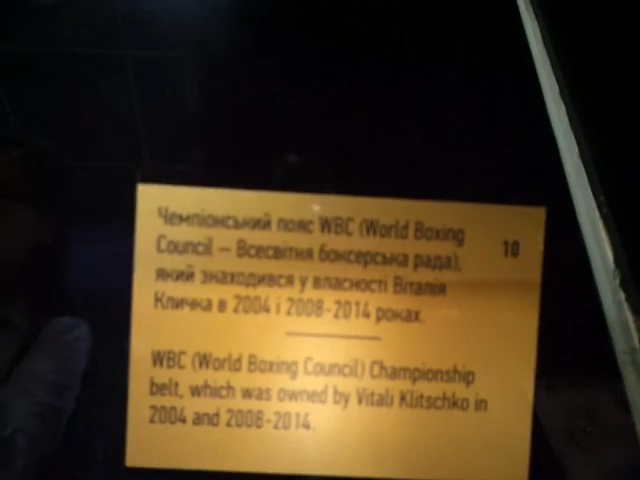 Чемпіонський пояс WBC (World Boxing
Council – Всесвітня боксерська рада),
який знаходився у власності Віталія
Кличка в 2004 і 2008-2014 роках.
10
WBC (World Boxing Council) Championship
belt, which was owned by Vitali Klitschko in
2004 and 2008-2014.